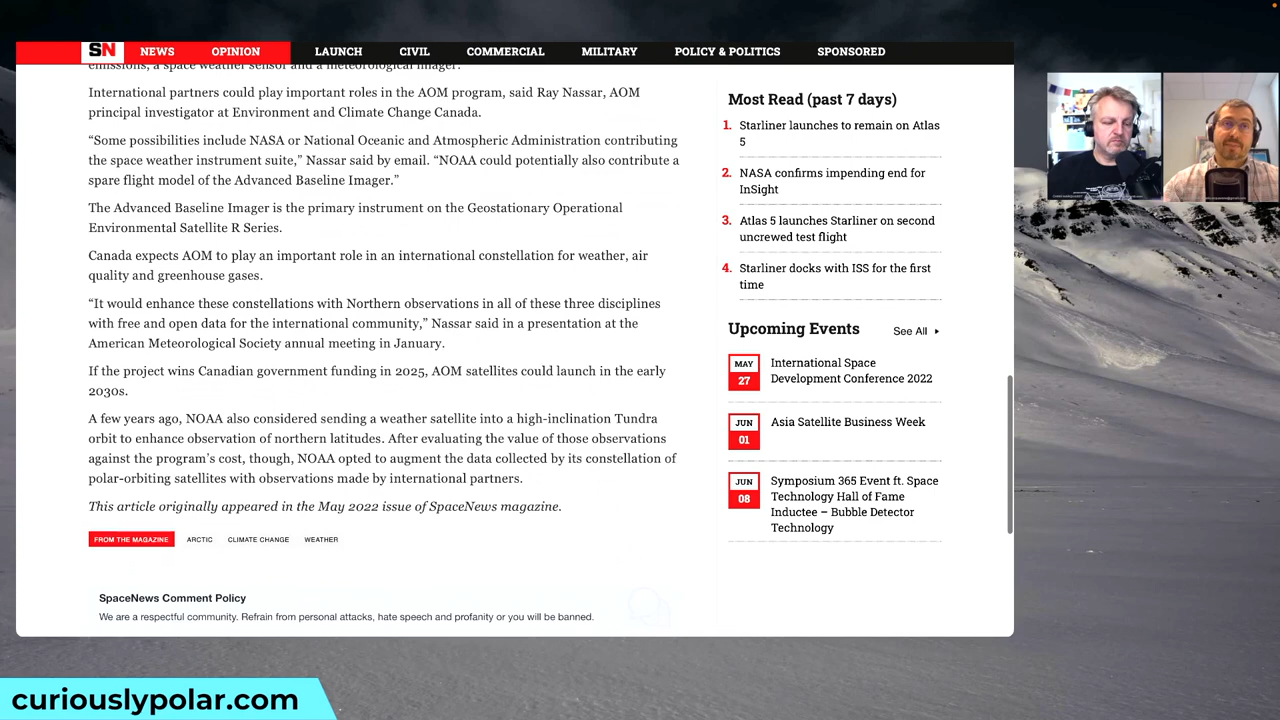 SN NEWS OPINION LAUNCH CIVIL COMMERCIAL MILITARY POLICY & POLITICS SPONSORED
emissions, a space weather sensor and a meteorological imager.
International partners could play important roles in the AOM program, said Ray Nassar, AOM
principal investigator at Environment and Climate Change Canada.
“Some possibilities include NASA or National Oceanic and Atmospheric Administration contributing
the space weather instrument suite,” Nassar said by email. “NOAA could potentially also contribute a
spare flight model of the Advanced Baseline Imager.”
The Advanced Baseline Imager is the primary instrument on the Geostationary Operational
Environmental Satellite R Series.
Canada expects AOM to play an important role in an international constellation for weather, air
quality and greenhouse gases.
“It would enhance these constellations with Northern observations in all of these three disciplines
with free and open data for the international community,” Nassar said in a presentation at the
American Meteorological Society annual meeting in January.
If the project wins Canadian government funding in 2025, AOM satellites could launch in the early
2030s.
A few years ago, NOAA also considered sending a weather satellite into a high-inclination Tundra
orbit to enhance observation of northern latitudes. After evaluating the value of those observations
against the program’s cost, though, NOAA opted to augment the data collected by its constellation of
polar-orbiting satellites with observations made by international partners.
This article originally appeared in the May 2022 issue of SpaceNews magazine.
FROM THE MAGAZINE ARCTIC CLIMATE CHANGE WEATHER
SpaceNews Comment Policy
We are a respectful community. Refrain from personal attacks, hate speech and profanity or you will be banned.
Most Read (past 7 days)
1. Starliner launches to remain on Atlas
5
2. NASA confirms impending end for
InSight
3. Atlas 5 launches Starliner on second
uncrewed test flight
4. Starliner docks with ISS for the first
time
Upcoming Events See All
MAY
27
International Space
Development Conference 2022
JUN
01
Asia Satellite Business Week
JUN
08
Symposium 365 Event ft. Space
Technology Hall of Fame
Inductee – Bubble Detector
Technology
curiouslypolar.com